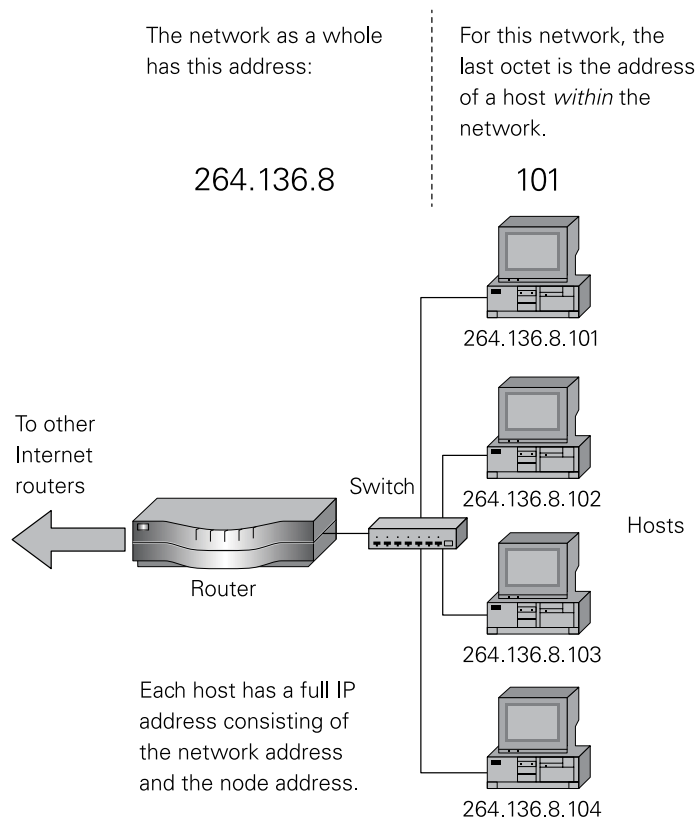 The network as a whole
has this address:
For this network, the
last octet is the address
of a host within the
network.
264.136.8
101
264.136.8.101
To other
Internet
routers
Switch
264.136.8.102
Hosts
Router
264.136.8.103
Each host has a full IP
address consisting of
the network address
and the node address.
264.136.8.104